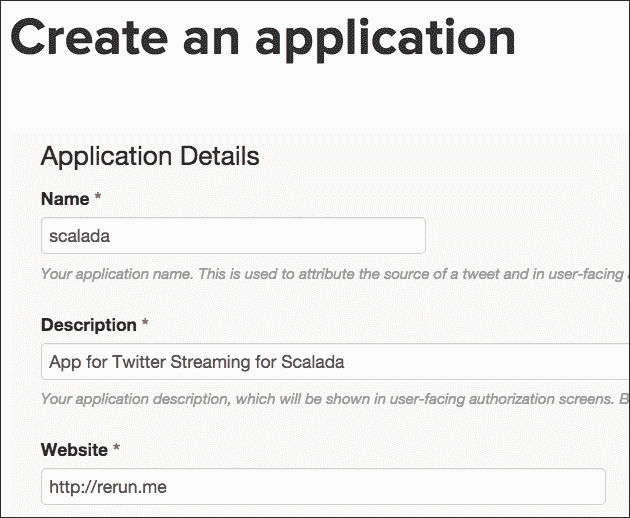 Create an application
Application Details
Name *
scalada
Your application name. This is used to attribute the source of a tweet and in user-facing
Description *
App for Twitter Streaming for Scalada
Your application description, which will be shown in user-facing authorization screens. B
Website *
http://rerun.me